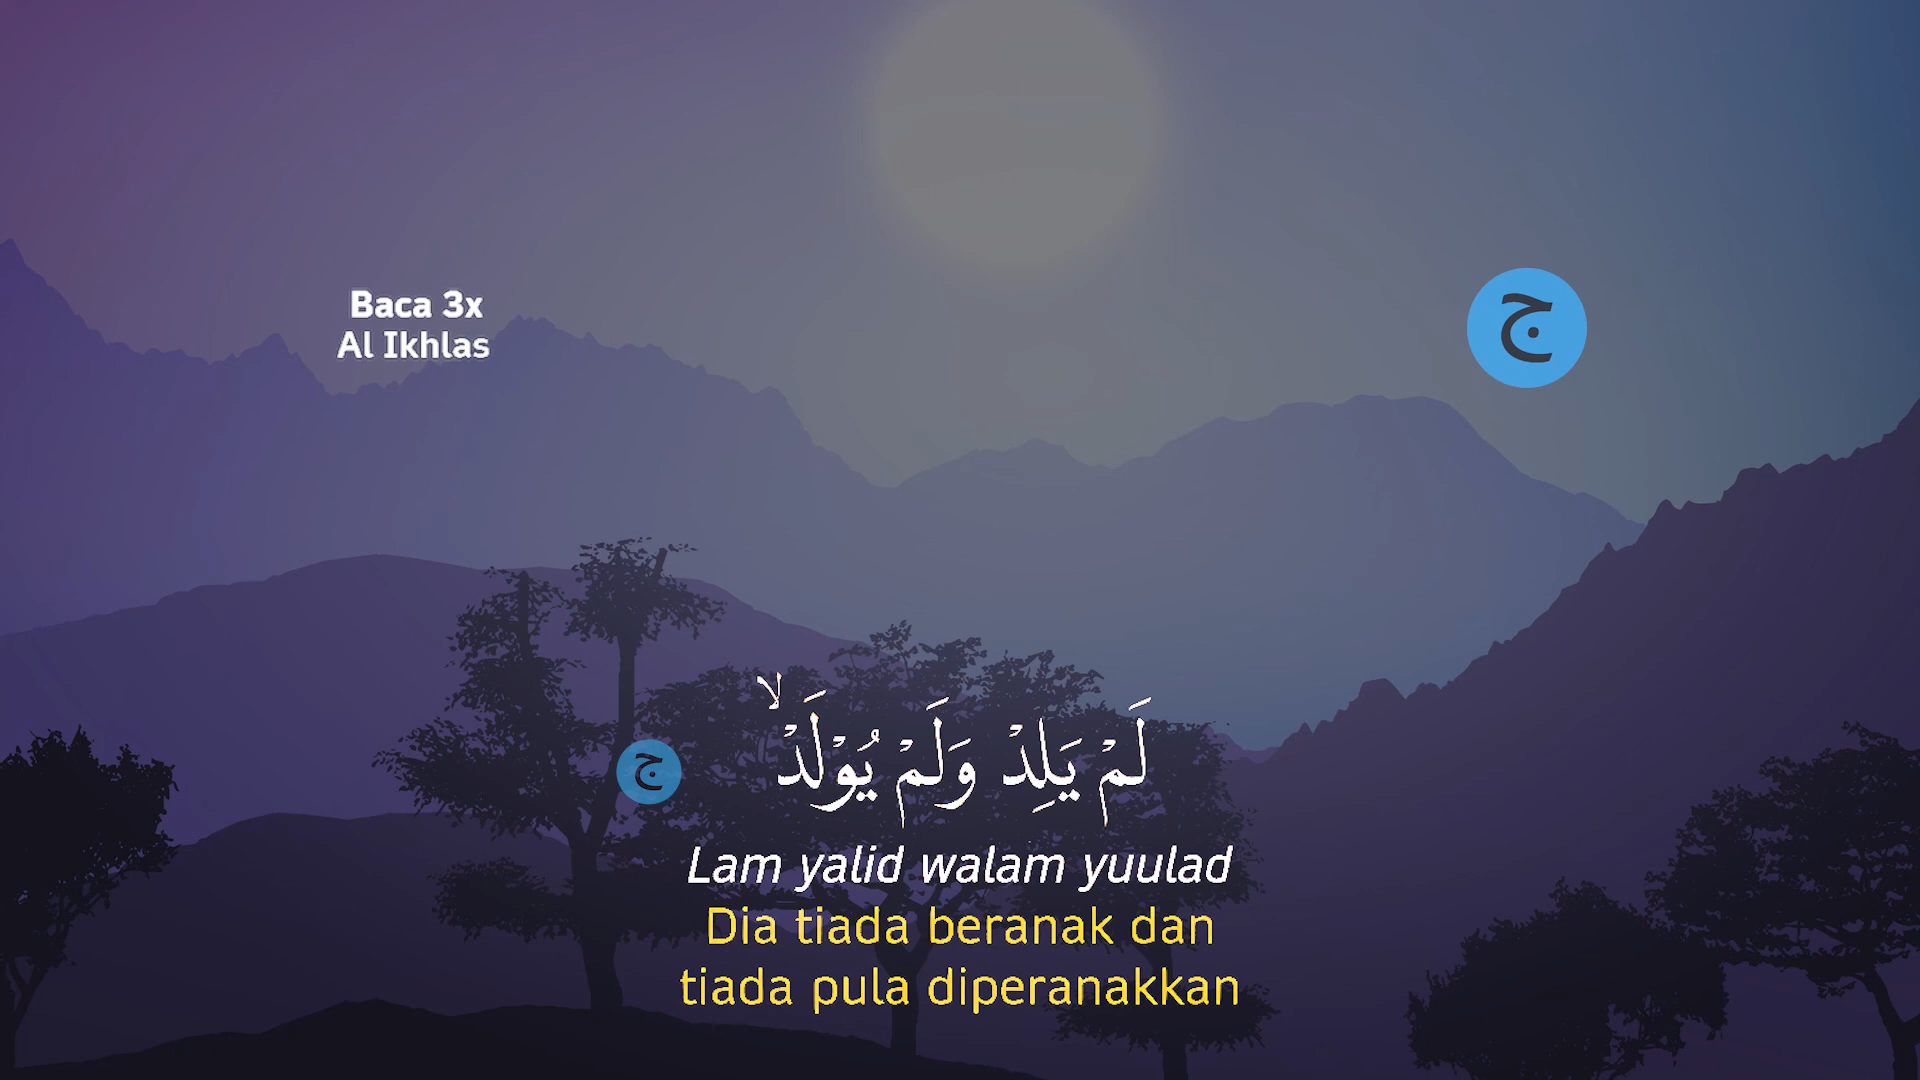 Baca 3x
Al Ikhlas
ج
لَمْ يَلِدْ وَلَمْ يُوْلَدْۙ
ج
Lam yalid walam yuulad
Dia tiada beranak dan
tiada pula diperanakkan